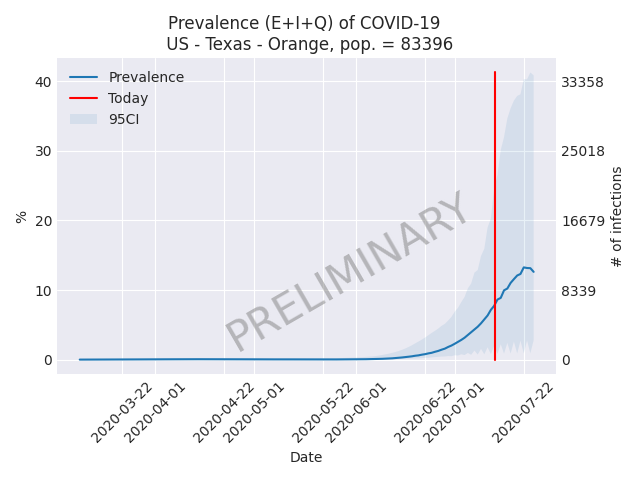 Prevalence (E+I+Q) of COVID-19
US - Texas - Orange, pop. = 83396
Prevalence
Today
95CI
40
30
20
10
0
%
33358
25018
16679
8339
0
# of infections
PRELIMINARY
2020-03-22
2020-04-01
2020-04-22
2020-05-01
2020-05-22
2020-06-01
2020-06-22
2020-07-01
2020-07-22
Date